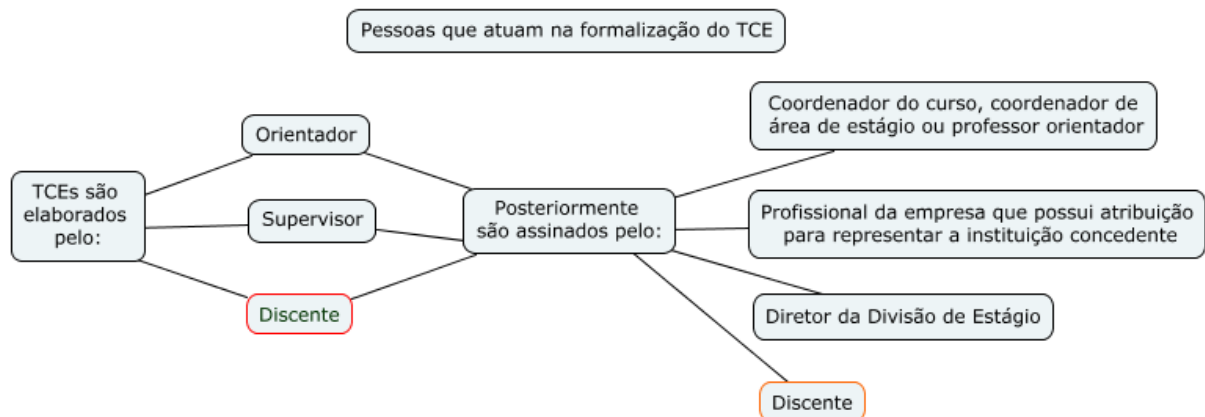 Pessoas que atuam na formalização do TCE
TCEs são
elaborados
pelo:
Orientador
Supervisor
Discente
Posteriormente
são assinados pelo:
Coordenador do curso, coordenador de
área de estágio ou professor orientador
Profissional da empresa que possui atribuição
para representar a instituição concedente
Diretor da Divisão de Estágio
Discente